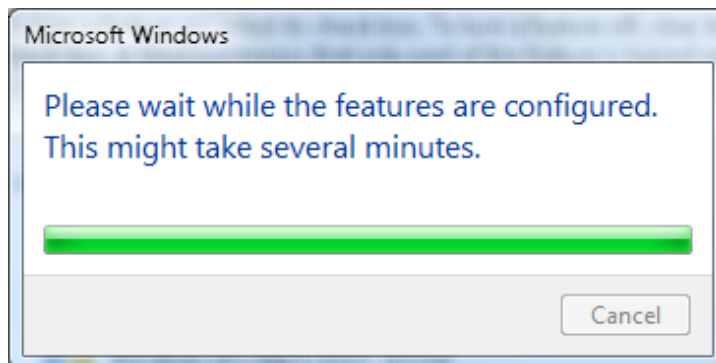 Microsoft Windows
Please wait while the features are configured.
This might take several minutes.
Cancel